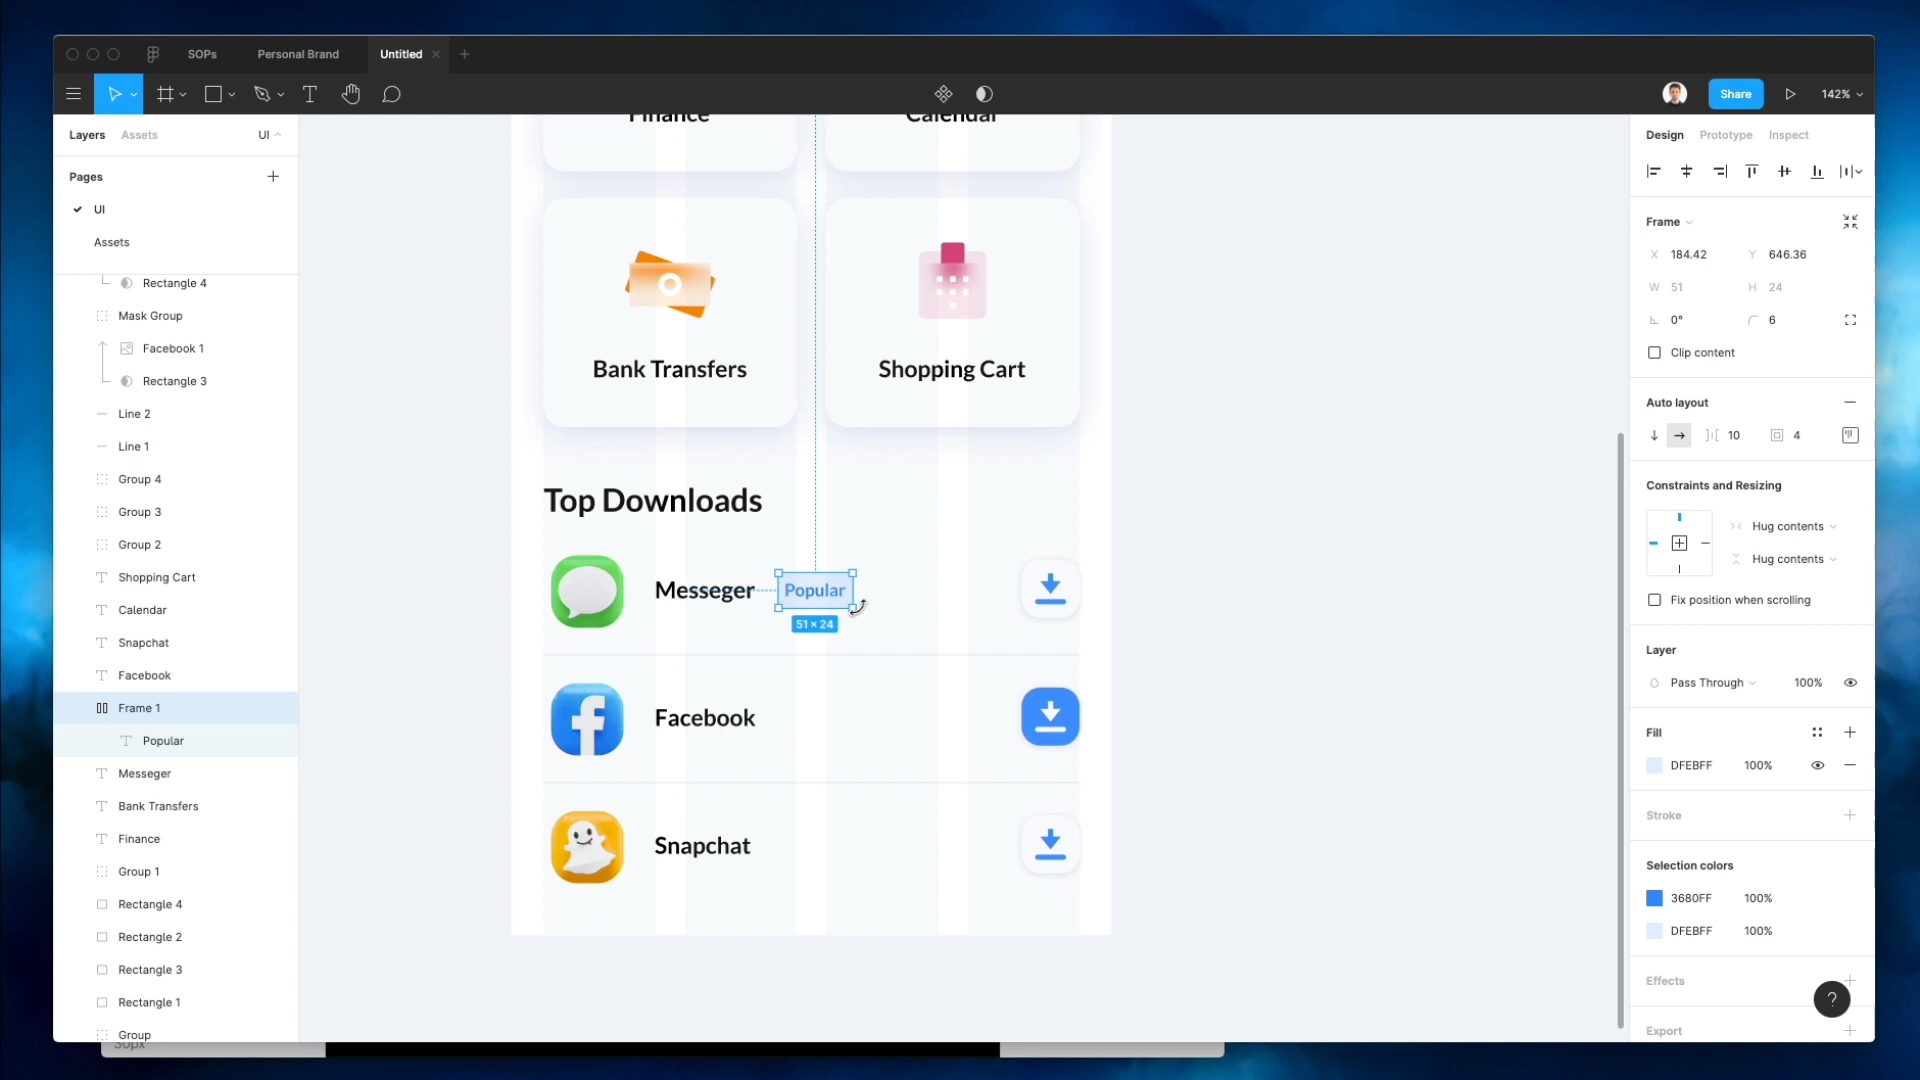 SOPs
Personal Brand
Untitled
Share
142%
Layers
Assets
UI
Pages
UI
Assets
Rectangle 4
Mask Group
Facebook 1
Rectangle 3
Line 2
Line 1
Group 4
Group 3
Group 2
Shopping Cart
Calendar
Snapchat
Facebook
Frame 1
Popular
Messeger
Bank Transfers
Finance
Group 1
Rectangle 4
Rectangle 2
Rectangle 3
Rectangle 1
Group
30px
Finance
Calendar
Bank Transfers
Shopping Cart
Top Downloads
Messeger
Popular
51 × 24
Facebook
Snapchat
Design
Prototype
Inspect
Frame
X 184.42
Y 646.36
W 51
H 24
0°
6
Clip content
Auto layout
10
4
Constraints and Resizing
Hug contents
Hug contents
Fix position when scrolling
Layer
Pass Through
100%
Fill
DFEBFF
100%
Stroke
Selection colors
3680FF
100%
DFEBFF
100%
Effects
?
Export